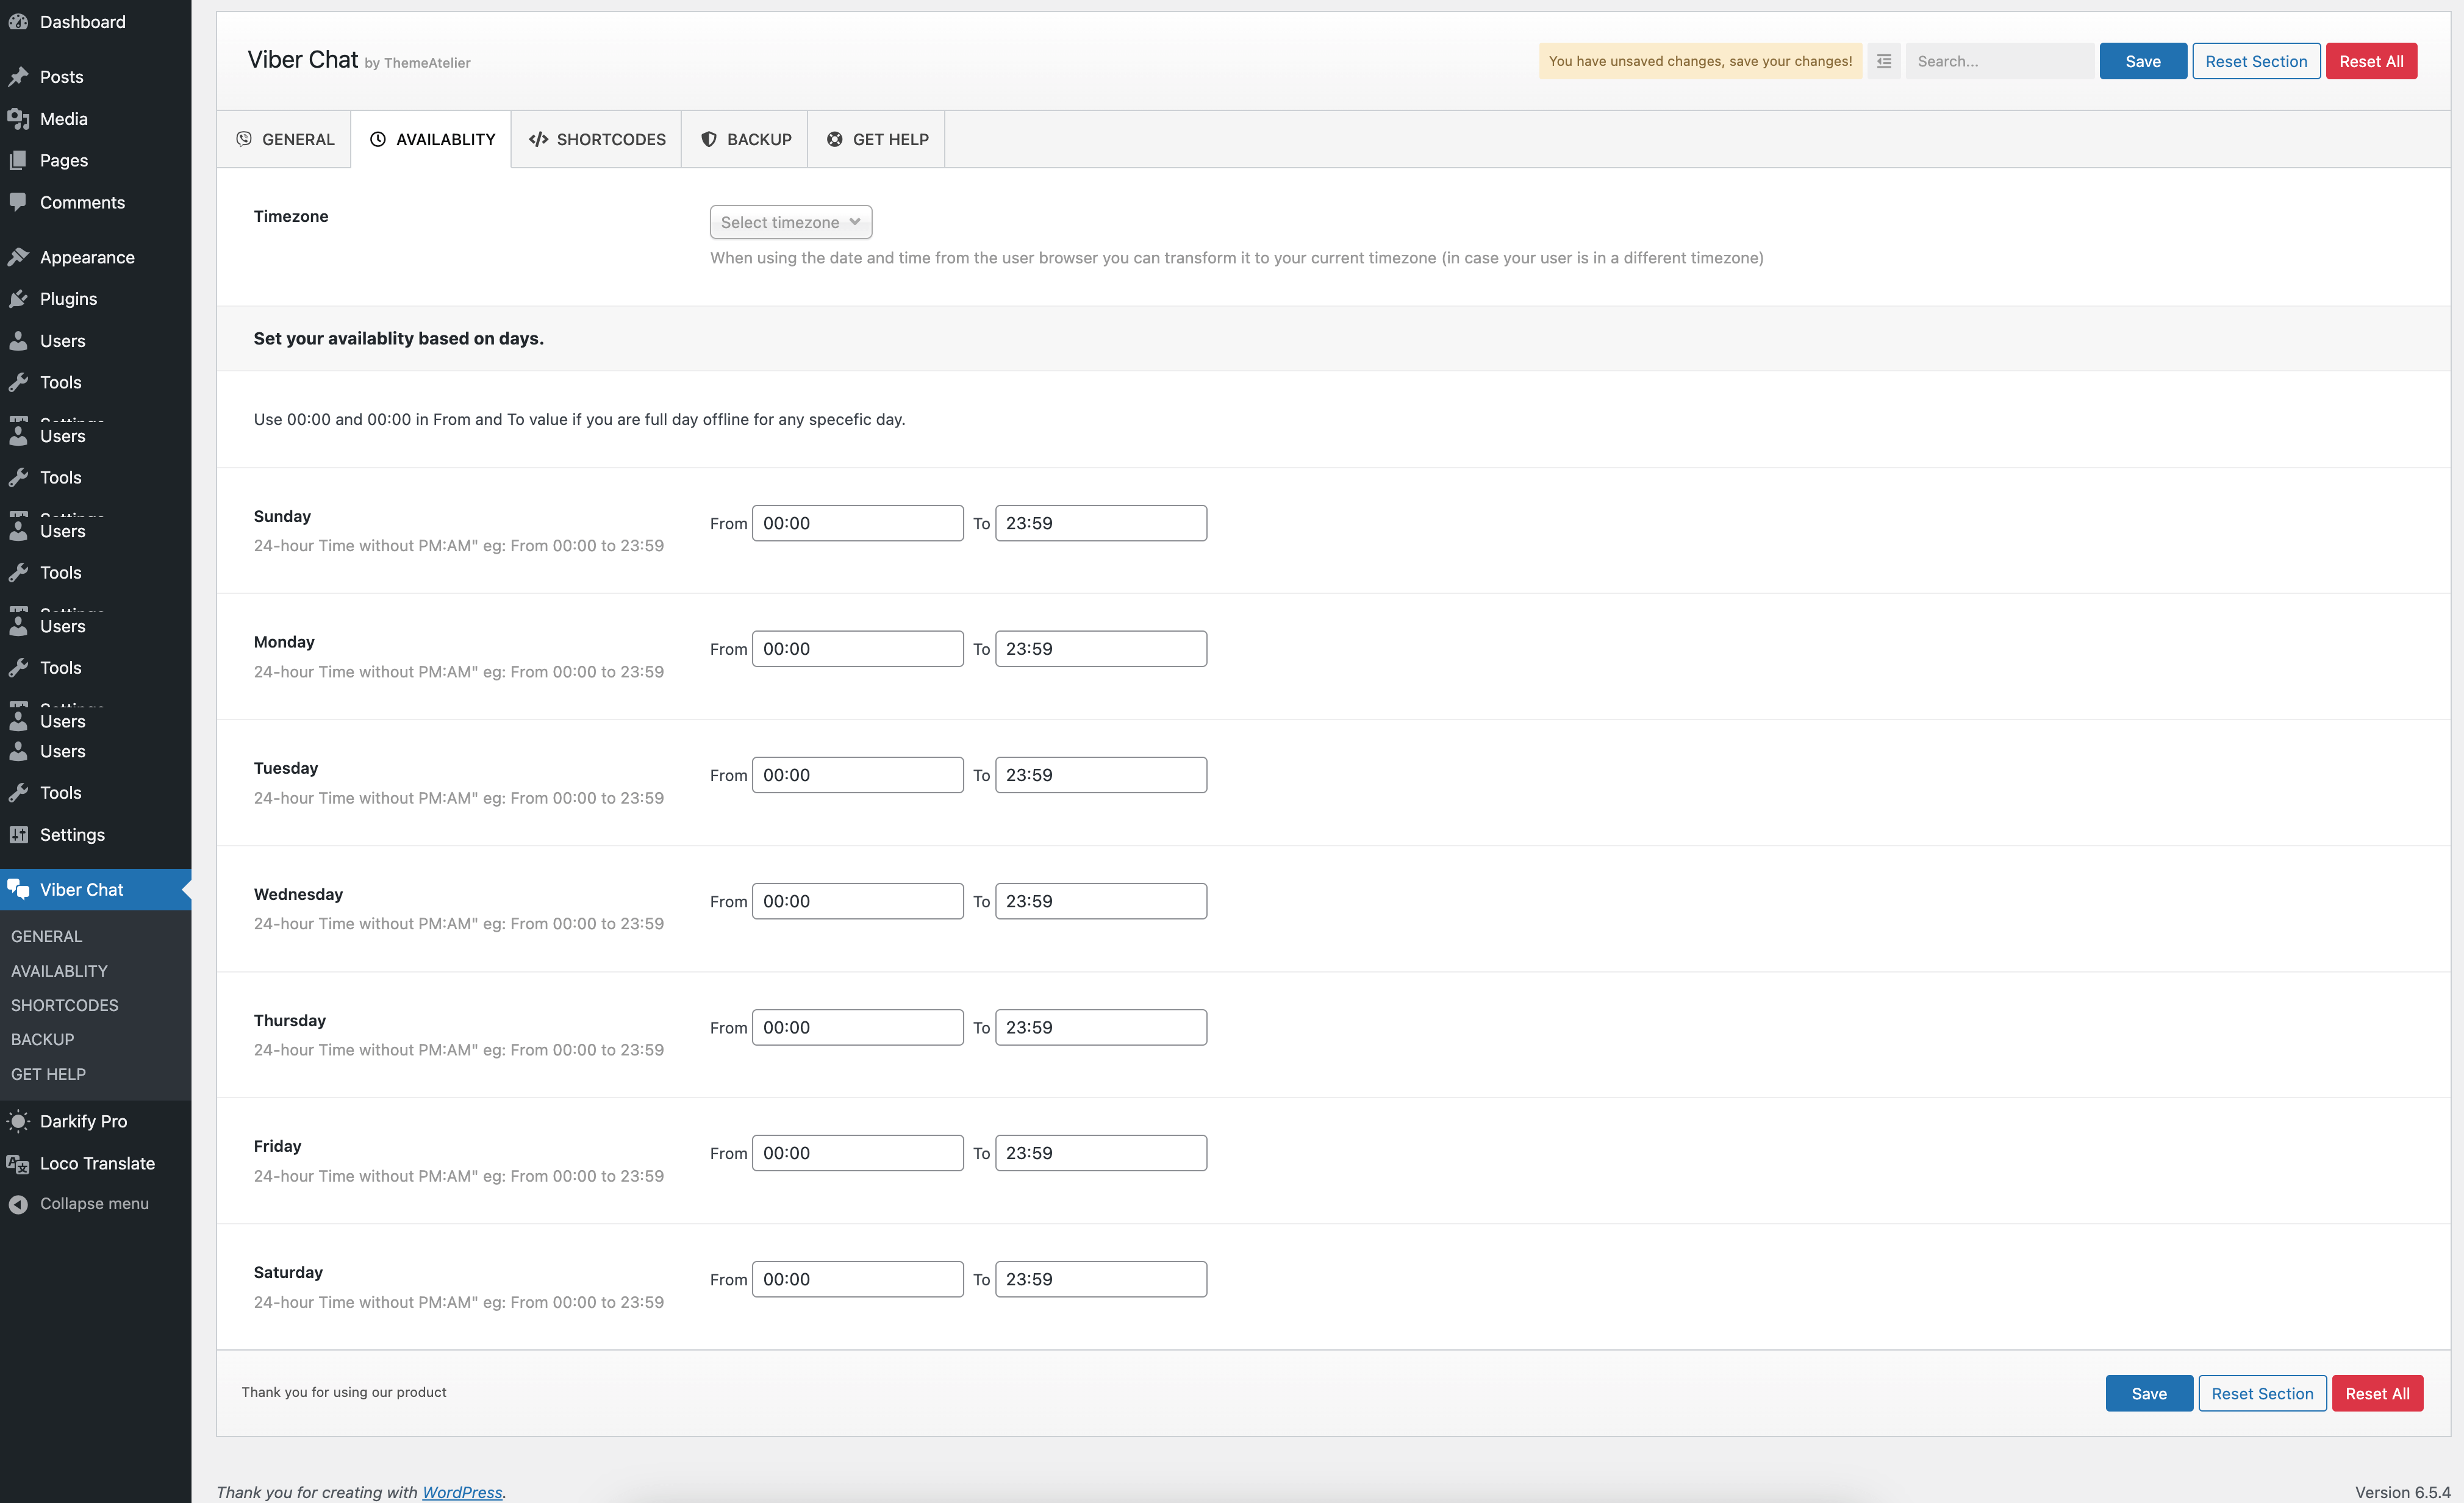 Dashboard
Posts
Media
Pages
Comments
Appearance
Plugins
Users
Tools
Settings
Users
Tools
Settings
Users
Tools
Settings
Users
Tools
Settings
Users
Users
Tools
Settings
Viber Chat
GENERAL
AVAILABLITY
SHORTCODES
BACKUP
GET HELP
Darkify Pro
Loco Translate
Collapse menu
Viber Chat by ThemeAtelier
You have unsaved changes, save your changes! Search... Save Reset Section Reset All
GENERAL AVAILABLITY SHORTCODES BACKUP GET HELP
Timezone
Select timezone
When using the date and time from the user browser you can transform it to your current timezone (in case your user is in a different timezone)
Set your availablity based on days.
Use 00:00 and 00:00 in From and To value if you are full day offline for any specefic day.
Sunday
24-hour Time without PM:AM" eg: From 00:00 to 23:59
From 00:00 To 23:59
Monday
24-hour Time without PM:AM" eg: From 00:00 to 23:59
From 00:00 To 23:59
Tuesday
24-hour Time without PM:AM" eg: From 00:00 to 23:59
From 00:00 To 23:59
Wednesday
24-hour Time without PM:AM" eg: From 00:00 to 23:59
From 00:00 To 23:59
Thursday
24-hour Time without PM:AM" eg: From 00:00 to 23:59
From 00:00 To 23:59
Friday
24-hour Time without PM:AM" eg: From 00:00 to 23:59
From 00:00 To 23:59
Saturday
24-hour Time without PM:AM" eg: From 00:00 to 23:59
From 00:00 To 23:59
Thank you for using our product
Save Reset Section Reset All
Thank you for creating with WordPress.
Version 6.5.4